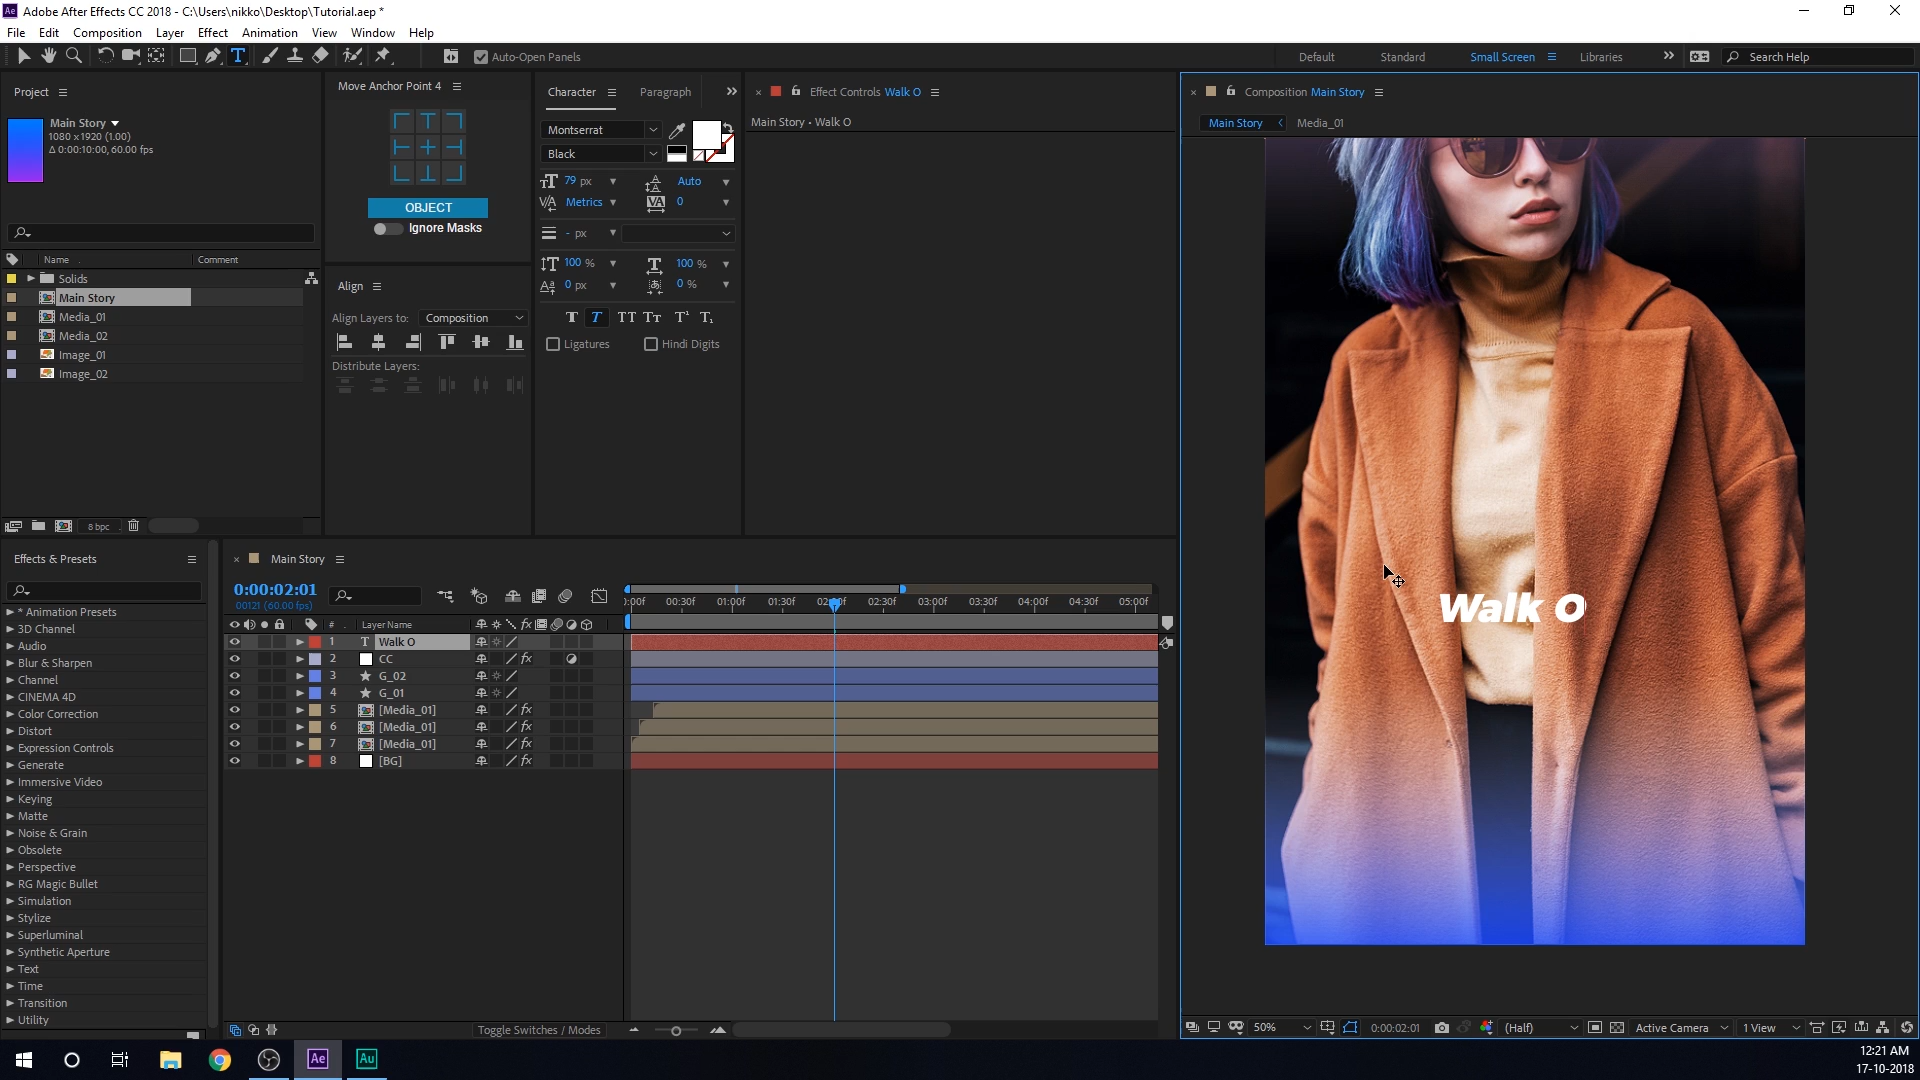 Adobe After Effects CC 2018 - C:\Users\nikko\Desktop\Tutorial.aep *
File Edit Composition Layer Effect Animation View Window Help
Auto-Open Panels
Default Standard Small Screen Libraries Search Help
Project
Main Story
1080 x 1920 (1.00)
Δ 0:00:10:00, 60.00 fps
Name Comment
Solids
Main Story
Media_01
Media_02
Image_01
Image_02
8 bpc
Move Anchor Point 4
OBJECT
Ignore Masks
Align
Align Layers to: Composition
Distribute Layers:
Character Paragraph
Montserrat
Black
79 px Auto
Metrics 0
- px
100 % 100 %
0 px 0 %
Ligatures Hindi Digits
Effect Controls Walk O
Main Story • Walk O
Composition Main Story
Main Story Media_01
Walk O
50% 0:00:02:01 (Half) Active Camera 1 View
Effects & Presets
* Animation Presets
3D Channel
Audio
Blur & Sharpen
Channel
CINEMA 4D
Color Correction
Distort
Expression Controls
Generate
Immersive Video
Keying
Matte
Noise & Grain
Obsolete
Perspective
RG Magic Bullet
Simulation
Stylize
Superluminal
Synthetic Aperture
Text
Time
Transition
Utility
Main Story
0:00:02:01
00121 (60.00 fps)
00:30f 01:00f 01:30f 02:30f 03:00f 03:30f 04:00f 04:30f 05:00f
# Layer Name
1 T Walk O
2 CC
3 G_02
4 G_01
5 [Media_01]
6 [Media_01]
7 [Media_01]
8 [BG]
Toggle Switches / Modes
Ae Au
12:21 AM
17-10-2018